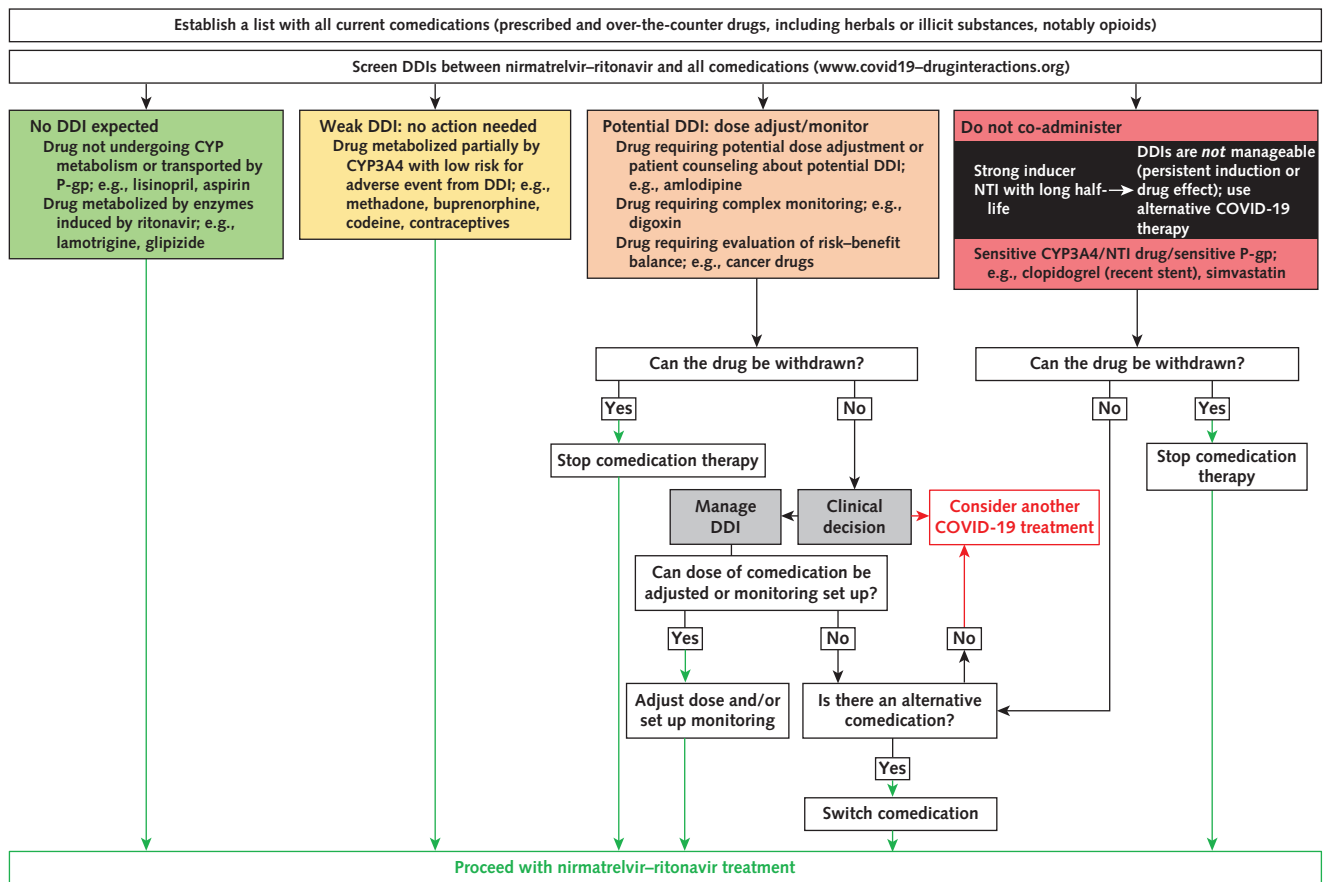 Establish a list with all current comedications (prescribed and over-the-counter drugs, including herbals or illicit substances, notably opioids)
Screen DDIs between nirmatrelvir–ritonavir and all comedications (www.covid19–druginteractions.org)
No DDI expected
Drug not undergoing CYP
metabolism or transported by
P-gp; e.g., lisinopril, aspirin
Drug metabolized by enzymes
induced by ritonavir; e.g.,
lamotrigine, glipizide
Weak DDI: no action needed
Drug metabolized partially by
CYP3A4 with low risk for
adverse event from DDI; e.g.,
methadone, buprenorphine,
codeine, contraceptives
Potential DDI: dose adjust/monitor
Drug requiring potential dose adjustment or
patient counseling about potential DDI;
e.g., amlodipine
Drug requiring complex monitoring; e.g.,
digoxin
Drug requiring evaluation of risk–benefit
balance; e.g., cancer drugs
Do not co-administer
Strong inducer
NTI with long half-
life
DDIs are not manageable
(persistent induction or
drug effect); use
alternative COVID-19
therapy
Sensitive CYP3A4/NTI drug/sensitive P-gp;
e.g., clopidogrel (recent stent), simvastatin
Can the drug be withdrawn?
Can the drug be withdrawn?
Yes
No
No
Yes
Stop comedication therapy
Stop comedication
therapy
Manage
DDI
Clinical
decision
Consider another
COVID-19 treatment
Can dose of comedication be
adjusted or monitoring set up?
Yes
No
No
Adjust dose and/or
set up monitoring
Is there an alternative
comedication?
Yes
Switch comedication
Proceed with nirmatrelvir–ritonavir treatment